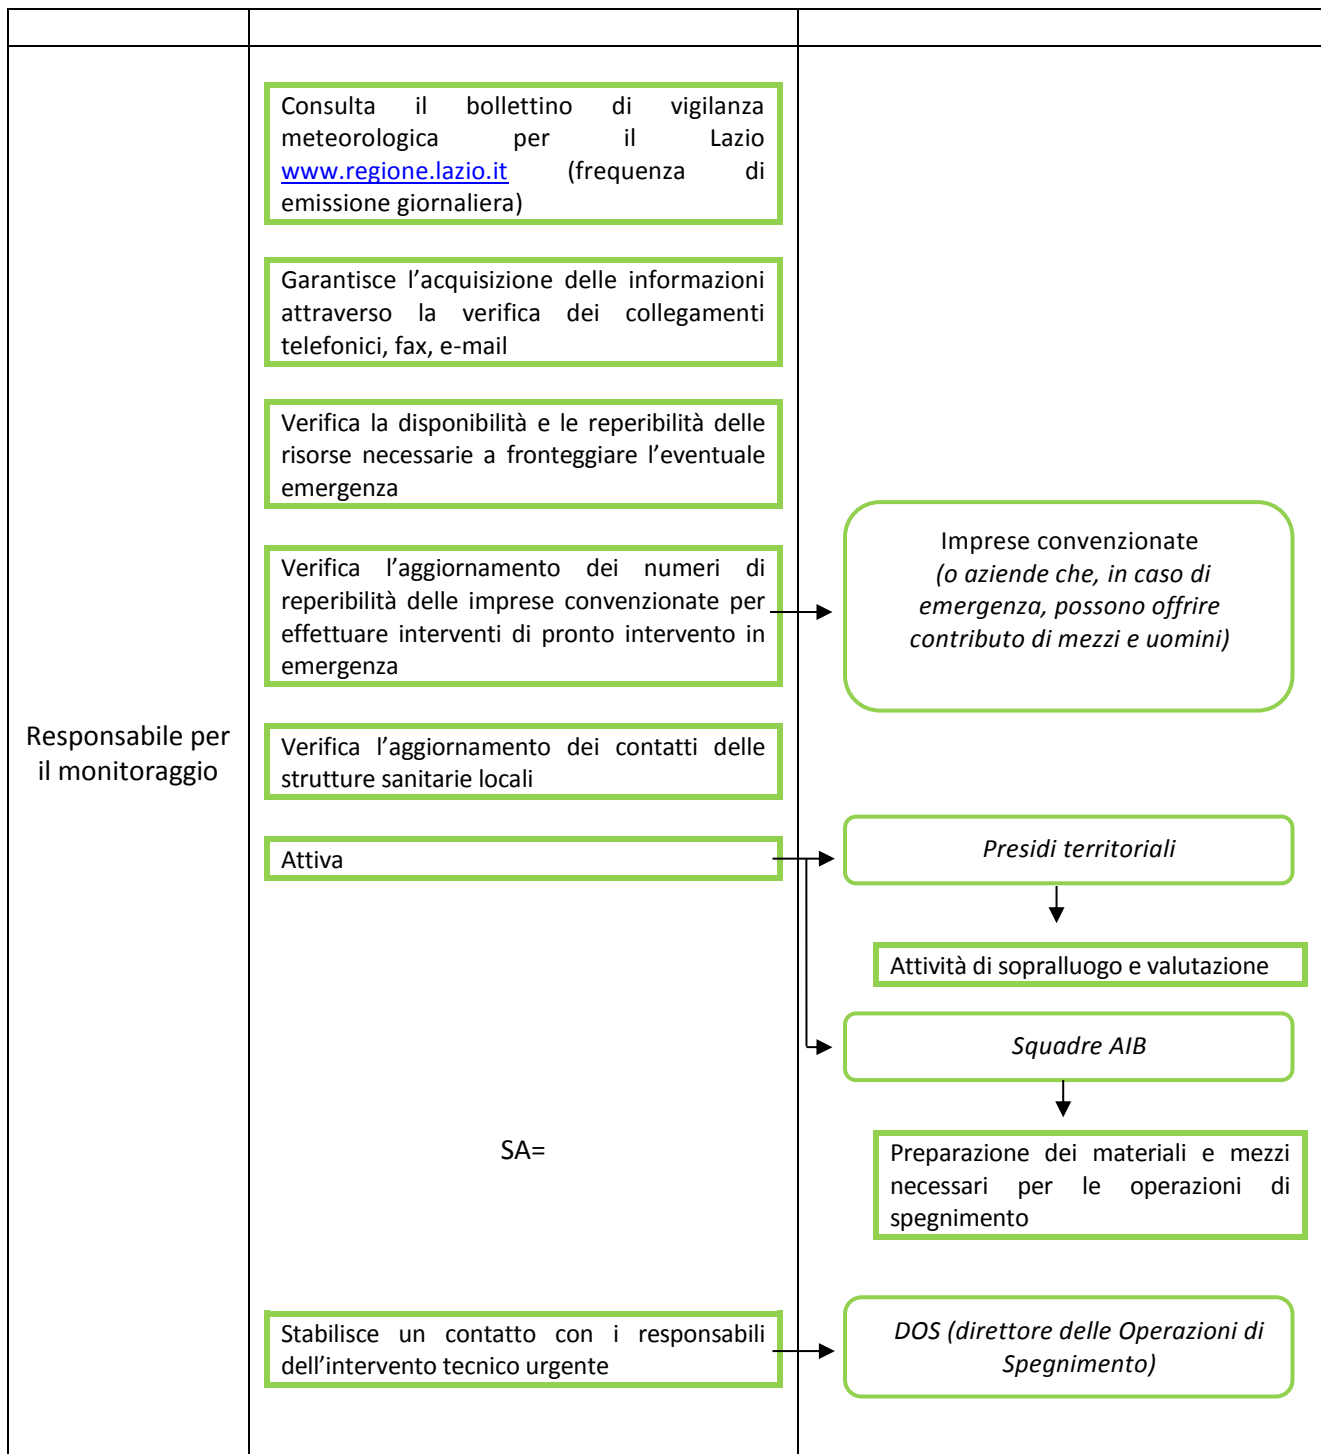 Consulta il bollettino di vigilanza
meteorologica per il Lazio
www.regione.lazio.it (frequenza di
emissione giornaliera)
Garantisce l’acquisizione delle informazioni
attraverso la verifica dei collegamenti
telefonici, fax, e-mail
Verifica la disponibilità e le reperibilità delle
risorse necessarie a fronteggiare l’eventuale
emergenza
Verifica l’aggiornamento dei numeri di
reperibilità delle imprese convenzionate per
effettuare interventi di pronto intervento in
emergenza
Imprese convenzionate
(o aziende che, in caso di
emergenza, possono offrire
contributo di mezzi e uomini)
Responsabile per
il monitoraggio
Verifica l’aggiornamento dei contatti delle
strutture sanitarie locali
Attiva
Presidi territoriali
Attività di sopralluogo e valutazione
Squadre AIB
SA=
Preparazione dei materiali e mezzi
necessari per le operazioni di
spegnimento
Stabilisce un contatto con i responsabili
dell’intervento tecnico urgente
DOS (direttore delle Operazioni di
Spegnimento)